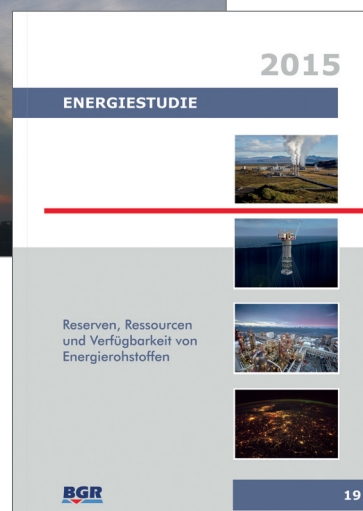 2015
ENERGIESTUDIE
Reserven, Ressourcen
und Verfügbarkeit von
Energierohstoffen
BGR
19